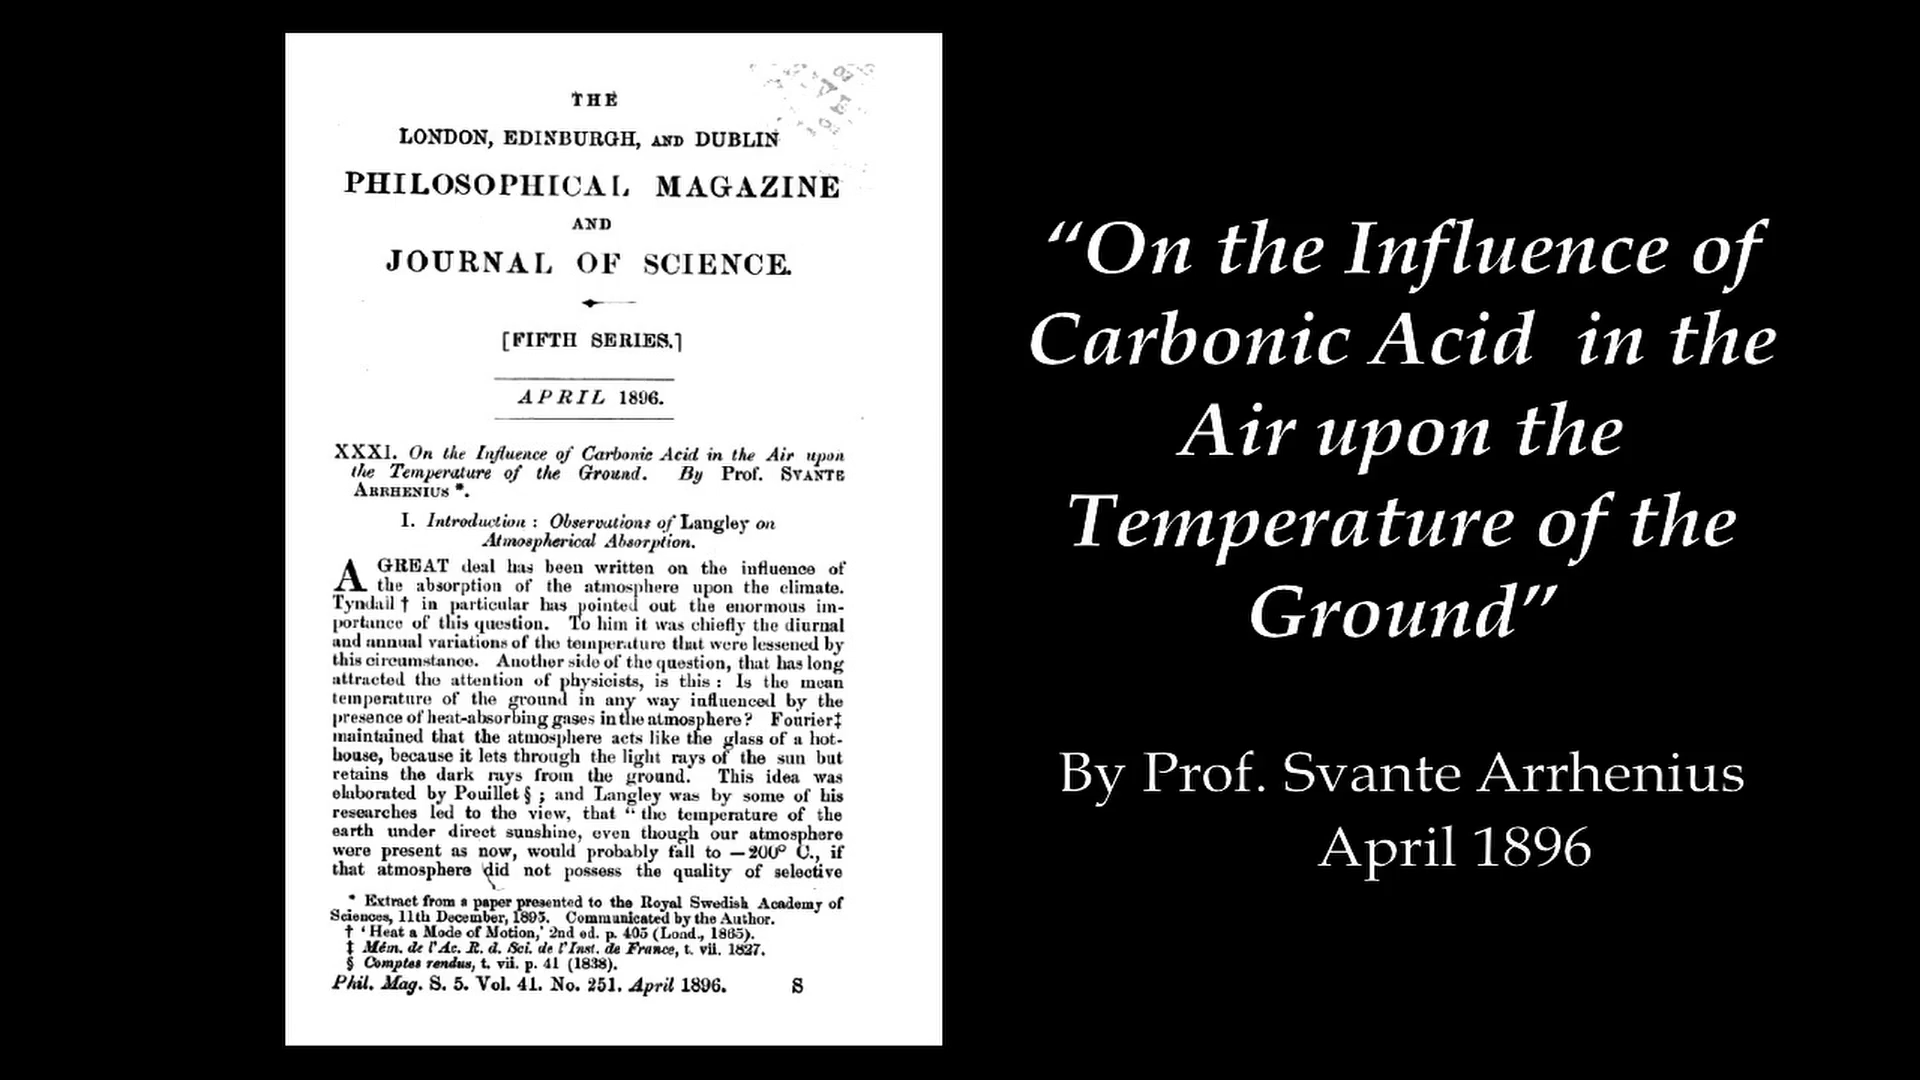 THE
LONDON, EDINBURGH, AND DUBLIN
PHILOSOPHICAL MAGAZINE
AND
JOURNAL OF SCIENCE.
[FIFTH SERIES.]
APRIL 1896.
XXXI. On the Influence of Carbonic Acid in the Air upon
the Temperature of the Ground. By Prof. SVANTE
ARRHENIUS *.
I. Introduction : Observations of Langley on
Atmospherical Absorption.
A GREAT deal has been written on the influence of
the absorption of the atmosphere upon the climate.
Tyndall † in particular has pointed out the enormous im-
portance of this question. To him it was chiefly the diurnal
and annual variations of the temperature that were lessened by
this circumstance. Another side of the question, that has long
attracted the attention of physicists, is this : Is the mean
temperature of the ground in any way influenced by the
presence of heat-absorbing gases in the atmosphere? Fourier‡
maintained that the atmosphere acts like the glass of a hot-
house, because it lets through the light rays of the sun but
retains the dark rays from the ground. This idea was
elaborated by Pouillet § ; and Langley was by some of his
researches led to the view, that “ the temperature of the
earth under direct sunshine, even though our atmosphere
were present as now, would probably fall to −200° C., if
that atmosphere did not possess the quality of selective
* Extract from a paper presented to the Royal Swedish Academy of
Sciences, 11th December, 1895. Communicated by the Author.
† ‘ Heat a Mode of Motion,’ 2nd ed. p. 405 (Lond., 1865).
‡ Mém. de l’Ac. R. d. Sci. de l’Inst. de France, t. vii. 1827.
§ Comptes rendus, t. vii. p. 41 (1838).
Phil. Mag. S. 5. Vol. 41. No. 251. April 1896. S
“On the Influence of
Carbonic Acid in the
Air upon the
Temperature of the
Ground”
By Prof. Svante Arrhenius
April 1896